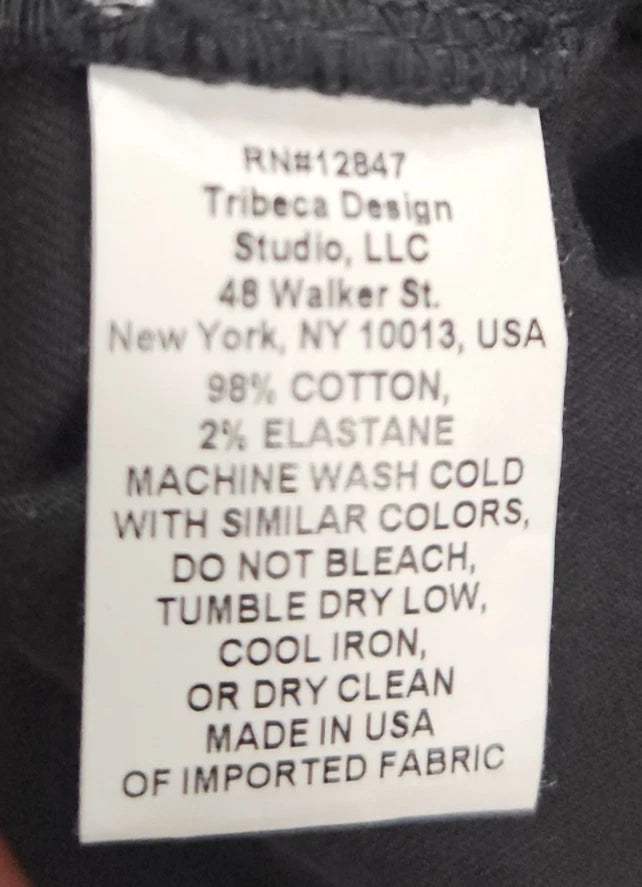 RN#12847
Tribeca Design
Studio, LLC
48 Walker St.
New York, NY 10013, USA
98% COTTON,
2% ELASTANE
MACHINE WASH COLD
WITH SIMILAR COLORS,
DO NOT BLEACH,
TUMBLE DRY LOW,
COOL IRON,
OR DRY CLEAN
MADE IN USA
OF IMPORTED FABRIC